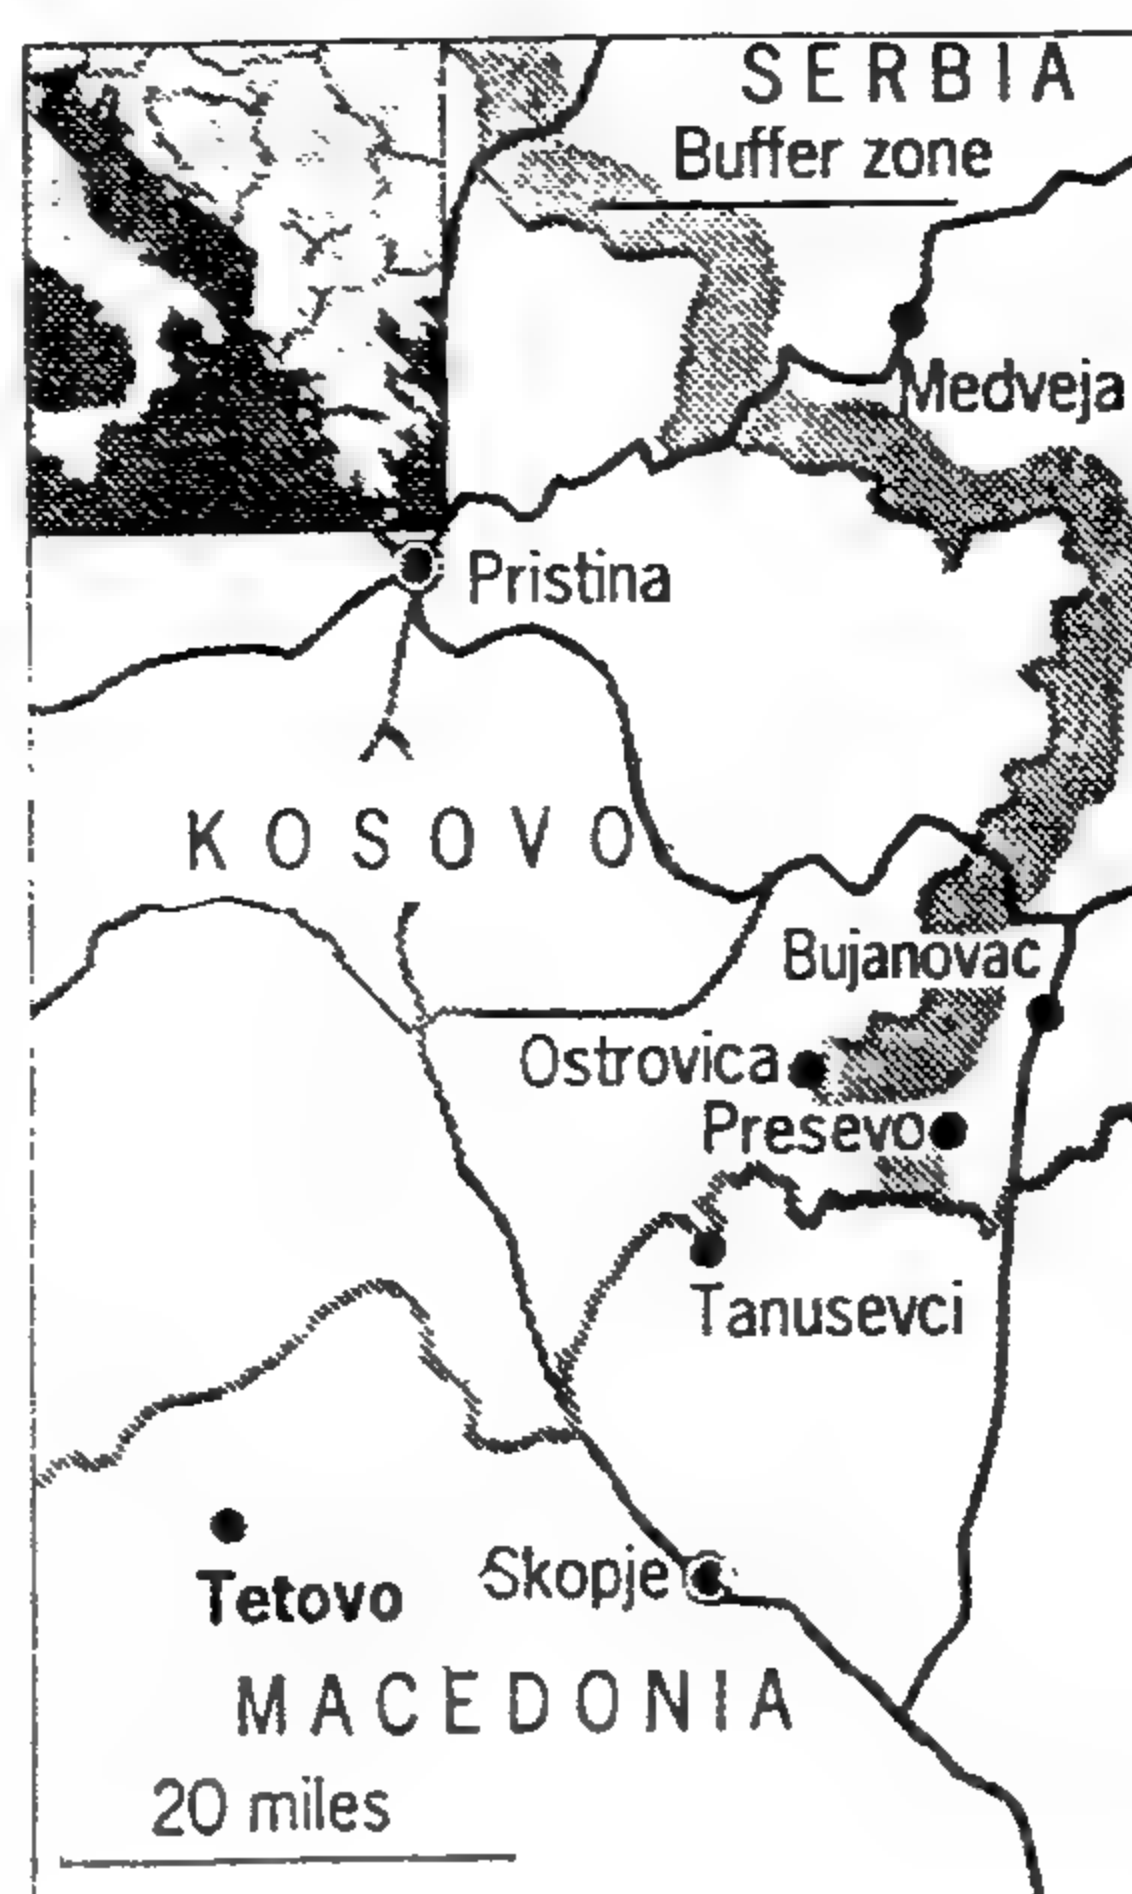 SERBIA
Buffer zone
Medveja
Pristina
KOSOVO
Bujanovac
Ostrovica
Presevo
Tanusevci
Tetovo
Skopje
MACEDONIA
20 miles